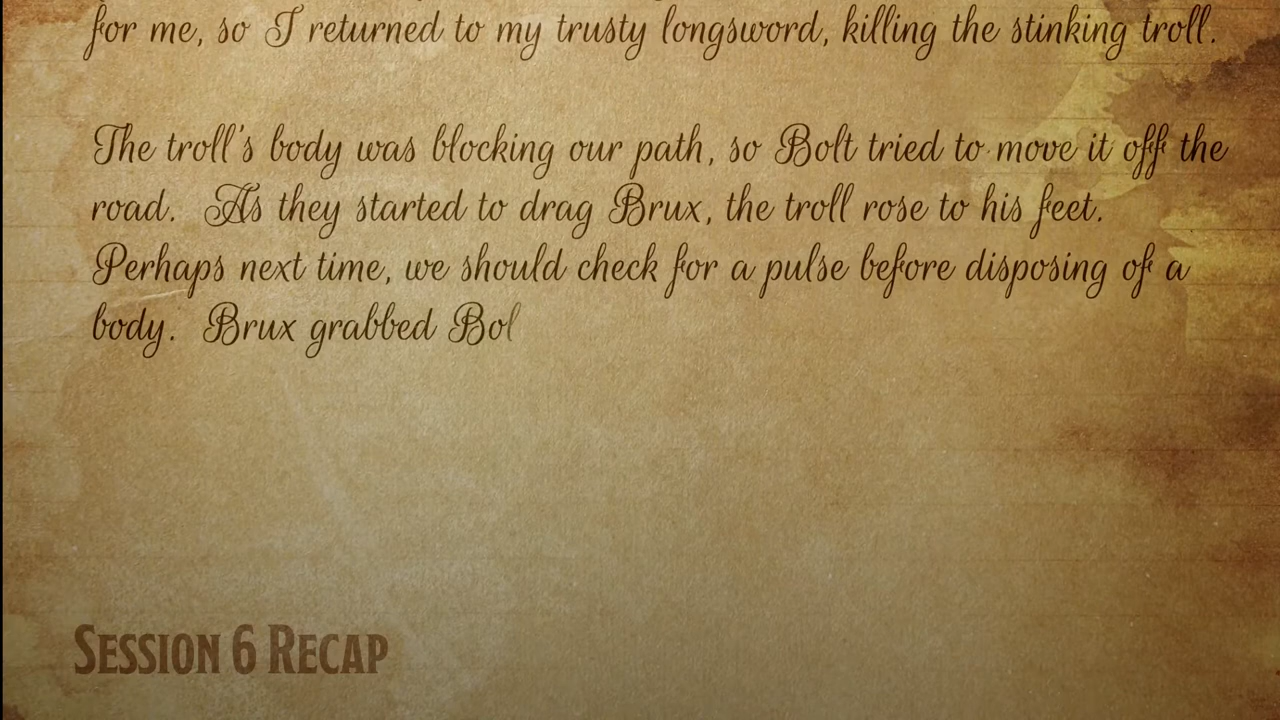 for me, so I returned to my trusty longsword, killing the stinking troll.
The troll's body was blocking our path, so Bolt tried to move it off the
road.  As they started to drag Brux, the troll rose to his feet.
Perhaps next time, we should check for a pulse before disposing of a
body.  Brux grabbed Bol
Session 6 Recap